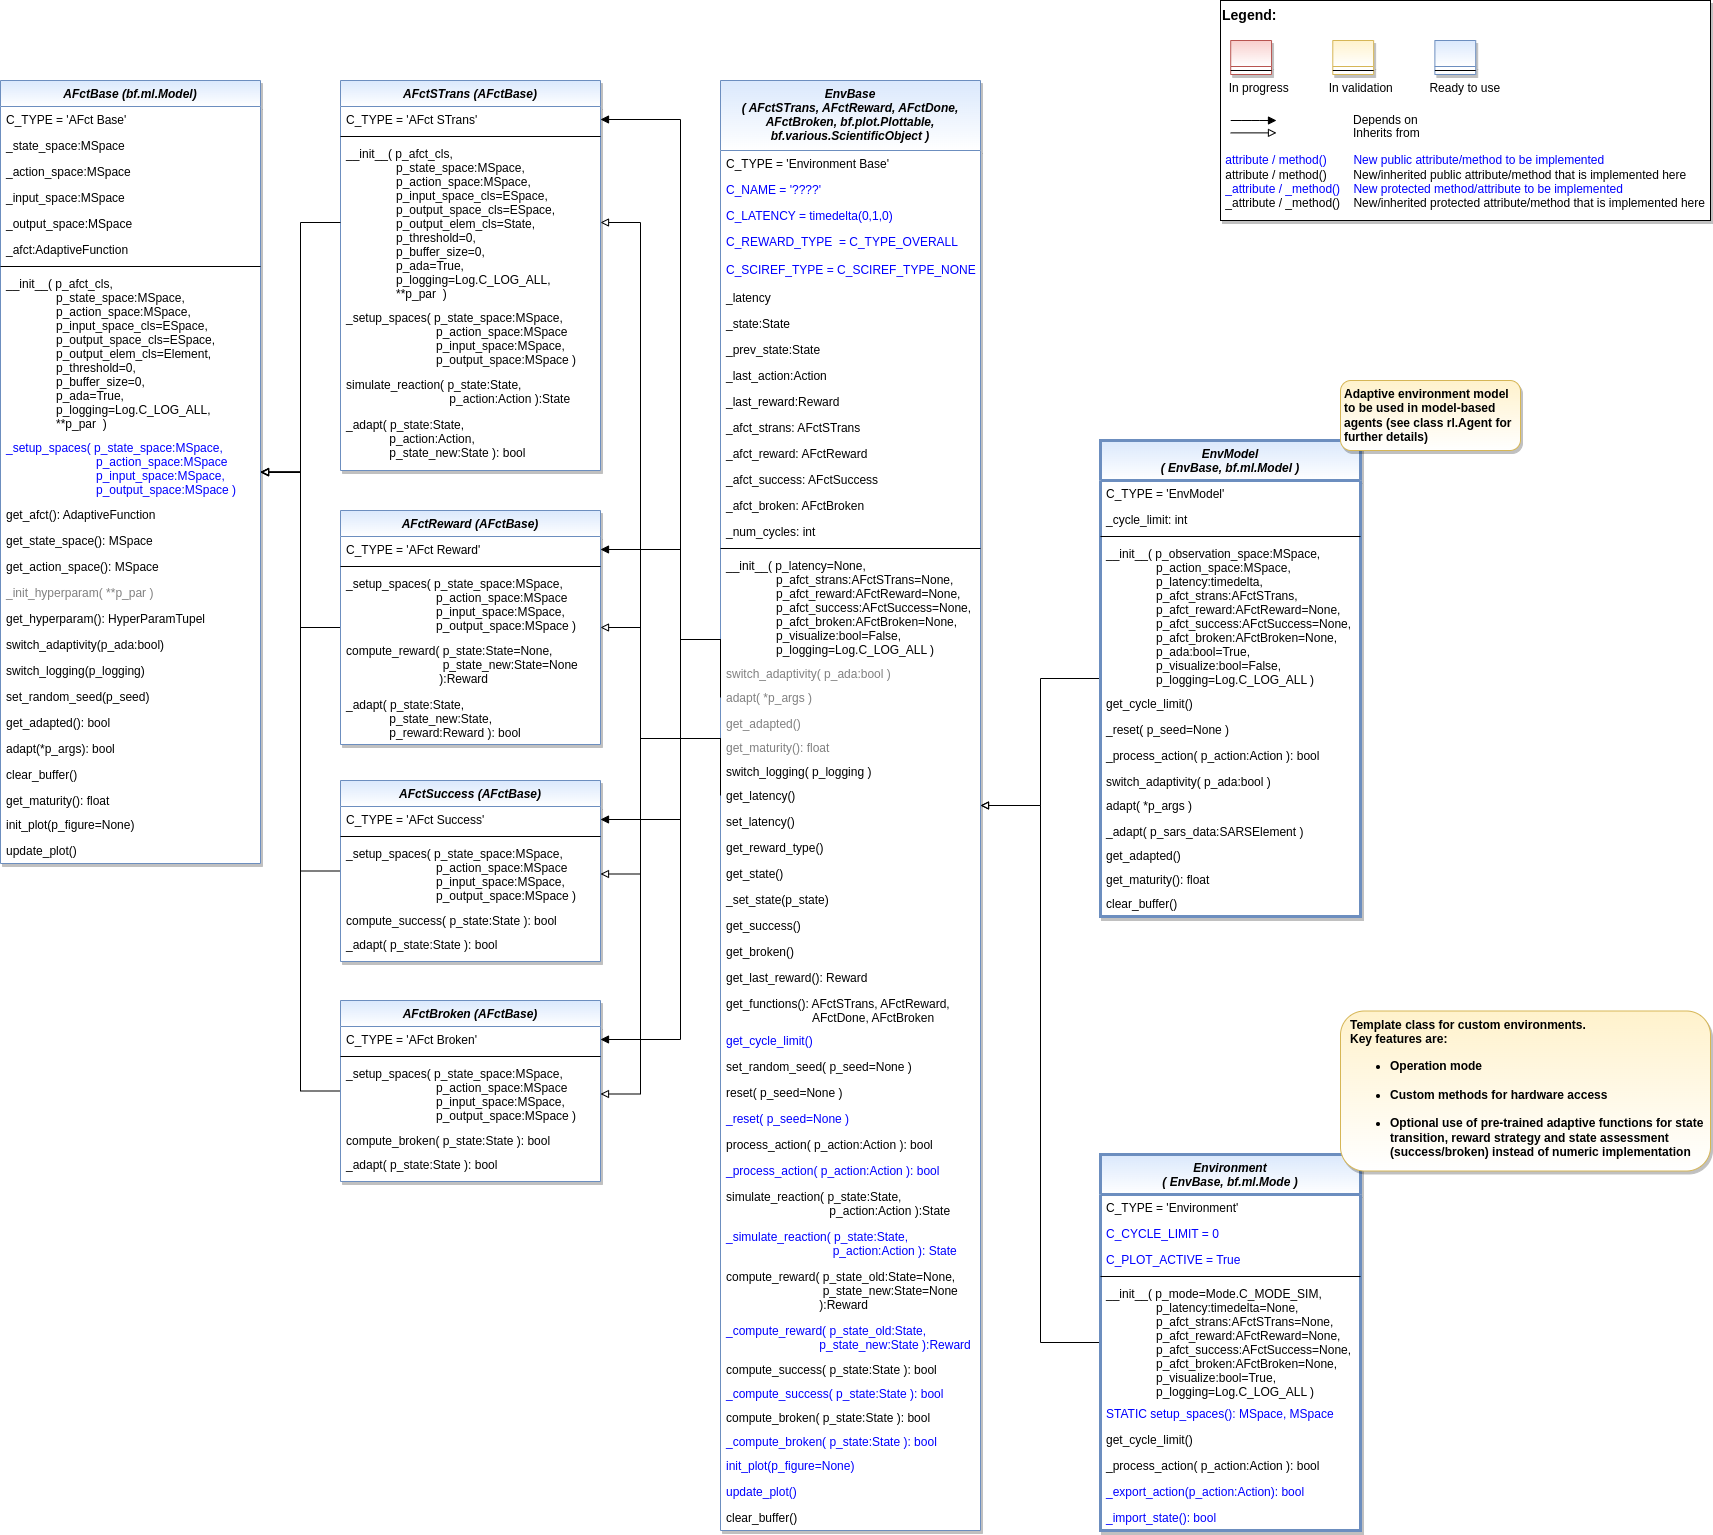 Legend:
In progress
In validation
Ready to use
Depends on
Inherits from
attribute / method() New public attribute/method to be implemented
attribute / method() New/inherited public attribute/method that is implemented here
_attribute / _method() New protected method/attribute to be implemented
_attribute / _method() New/inherited protected attribute/method that is implemented here
AFctBase (bf.ml.Model)
C_TYPE = 'AFct Base'
_state_space:MSpace
_action_space:MSpace
_input_space:MSpace
_output_space:MSpace
_afct:AdaptiveFunction
__init__( p_afct_cls,
p_state_space:MSpace,
p_action_space:MSpace,
p_input_space_cls=ESpace,
p_output_space_cls=ESpace,
p_output_elem_cls=Element,
p_threshold=0,
p_buffer_size=0,
p_ada=True,
p_logging=Log.C_LOG_ALL,
**p_par )
_setup_spaces( p_state_space:MSpace,
p_action_space:MSpace
p_input_space:MSpace,
p_output_space:MSpace )
get_afct(): AdaptiveFunction
get_state_space(): MSpace
get_action_space(): MSpace
_init_hyperparam( **p_par )
get_hyperparam(): HyperParamTupel
switch_adaptivity(p_ada:bool)
switch_logging(p_logging)
set_random_seed(p_seed)
get_adapted(): bool
adapt(*p_args): bool
clear_buffer()
get_maturity(): float
init_plot(p_figure=None)
update_plot()
AFctSTrans (AFctBase)
C_TYPE = 'AFct STrans'
__init__( p_afct_cls,
p_state_space:MSpace,
p_action_space:MSpace,
p_input_space_cls=ESpace,
p_output_space_cls=ESpace,
p_output_elem_cls=State,
p_threshold=0,
p_buffer_size=0,
p_ada=True,
p_logging=Log.C_LOG_ALL,
**p_par )
_setup_spaces( p_state_space:MSpace,
p_action_space:MSpace
p_input_space:MSpace,
p_output_space:MSpace )
simulate_reaction( p_state:State,
p_action:Action ):State
_adapt( p_state:State,
p_action:Action,
p_state_new:State ): bool
AFctReward (AFctBase)
C_TYPE = 'AFct Reward'
_setup_spaces( p_state_space:MSpace,
p_action_space:MSpace
p_input_space:MSpace,
p_output_space:MSpace )
compute_reward( p_state:State=None,
p_state_new:State=None
):Reward
_adapt( p_state:State,
p_state_new:State,
p_reward:Reward ): bool
AFctSuccess (AFctBase)
C_TYPE = 'AFct Success'
_setup_spaces( p_state_space:MSpace,
p_action_space:MSpace
p_input_space:MSpace,
p_output_space:MSpace )
compute_success( p_state:State ): bool
_adapt( p_state:State ): bool
AFctBroken (AFctBase)
C_TYPE = 'AFct Broken'
_setup_spaces( p_state_space:MSpace,
p_action_space:MSpace
p_input_space:MSpace,
p_output_space:MSpace )
compute_broken( p_state:State ): bool
_adapt( p_state:State ): bool
EnvBase
( AFctSTrans, AFctReward, AFctDone,
AFctBroken, bf.plot.Plottable,
bf.various.ScientificObject )
C_TYPE = 'Environment Base'
C_NAME = '????'
C_LATENCY = timedelta(0,1,0)
C_REWARD_TYPE = C_TYPE_OVERALL
C_SCIREF_TYPE = C_SCIREF_TYPE_NONE
_latency
_state:State
_prev_state:State
_last_action:Action
_last_reward:Reward
_afct_strans: AFctSTrans
_afct_reward: AFctReward
_afct_success: AFctSuccess
_afct_broken: AFctBroken
_num_cycles: int
__init__( p_latency=None,
p_afct_strans:AFctSTrans=None,
p_afct_reward:AFctReward=None,
p_afct_success:AFctSuccess=None,
p_afct_broken:AFctBroken=None,
p_visualize:bool=False,
p_logging=Log.C_LOG_ALL )
switch_adaptivity( p_ada:bool )
adapt( *p_args )
get_adapted()
get_maturity(): float
switch_logging( p_logging )
get_latency()
set_latency()
get_reward_type()
get_state()
_set_state(p_state)
get_success()
get_broken()
get_last_reward(): Reward
get_functions(): AFctSTrans, AFctReward,
AFctDone, AFctBroken
get_cycle_limit()
set_random_seed( p_seed=None )
reset( p_seed=None )
_reset( p_seed=None )
process_action( p_action:Action ): bool
_process_action( p_action:Action ): bool
simulate_reaction( p_state:State,
p_action:Action ):State
_simulate_reaction( p_state:State,
p_action:Action ): State
compute_reward( p_state_old:State=None,
p_state_new:State=None
):Reward
_compute_reward( p_state_old:State,
p_state_new:State ):Reward
compute_success( p_state:State ): bool
_compute_success( p_state:State ): bool
compute_broken( p_state:State ): bool
_compute_broken( p_state:State ): bool
init_plot(p_figure=None)
update_plot()
clear_buffer()
Adaptive environment model
to be used in model-based
agents (see class rl.Agent for
further details)
EnvModel
( EnvBase, bf.ml.Model )
C_TYPE = 'EnvModel'
_cycle_limit: int
__init__( p_observation_space:MSpace,
p_action_space:MSpace,
p_latency:timedelta,
p_afct_strans:AFctSTrans,
p_afct_reward:AFctReward=None,
p_afct_success:AFctSuccess=None,
p_afct_broken:AFctBroken=None,
p_ada:bool=True,
p_visualize:bool=False,
p_logging=Log.C_LOG_ALL )
get_cycle_limit()
_reset( p_seed=None )
_process_action( p_action:Action ): bool
switch_adaptivity( p_ada:bool )
adapt( *p_args )
_adapt( p_sars_data:SARSElement )
get_adapted()
get_maturity(): float
clear_buffer()
Template class for custom environments.
Key features are:
• Operation mode
• Custom methods for hardware access
• Optional use of pre-trained adaptive functions for state
transition, reward strategy and state assessment
(success/broken) instead of numeric implementation
Environment
( EnvBase, bf.ml.Mode )
C_TYPE = 'Environment'
C_CYCLE_LIMIT = 0
C_PLOT_ACTIVE = True
__init__( p_mode=Mode.C_MODE_SIM,
p_latency:timedelta=None,
p_afct_strans:AFctSTrans=None,
p_afct_reward:AFctReward=None,
p_afct_success:AFctSuccess=None,
p_afct_broken:AFctBroken=None,
p_visualize:bool=True,
p_logging=Log.C_LOG_ALL )
STATIC setup_spaces(): MSpace, MSpace
get_cycle_limit()
_process_action( p_action:Action ): bool
_export_action(p_action:Action): bool
_import_state(): bool